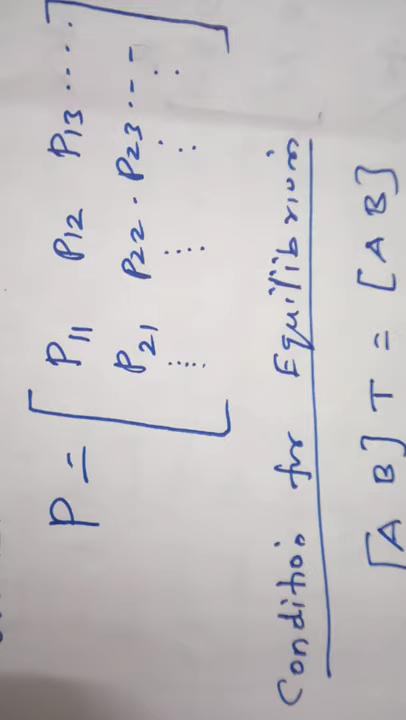 P = [ P11 P12 P13 ....
P21 P22 . P23 ---
..... .... ... .. ]
Condition for Equilibrium
[A B] T = [A B]